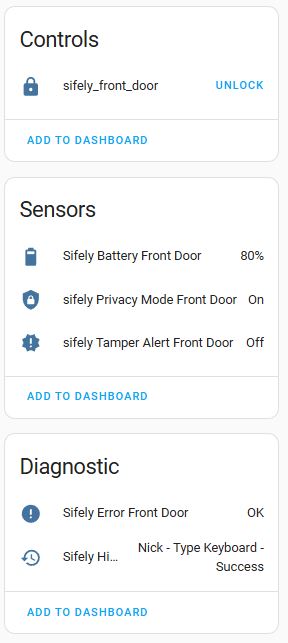 Controls
sifely_front_door UNLOCK
ADD TO DASHBOARD
Sensors
Sifely Battery Front Door 80%
sifely Privacy Mode Front Door On
sifely Tamper Alert Front Door Off
ADD TO DASHBOARD
Diagnostic
Sifely Error Front Door OK
Sifely Hi... Nick - Type Keyboard -
Success
ADD TO DASHBOARD